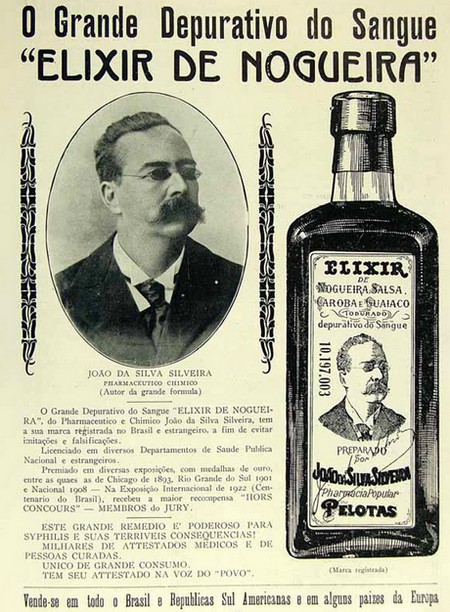 O Grande Depurativo do Sangue
"ELIXIR DE NOGUEIRA"
JOÃO DA SILVA SILVEIRA
PHARMACEUTICO CHIMICO
(Autor da grande formula)
O Grande Depurativo do Sangue "ELIXIR DE NOGUEI-
RA", do Pharmaceutico e Chimico João da Silva Silveira, tem
a sua marca registrada no Brasil e estrangeiro, a fim de evitar
imitações e falsificações.
Licenciado em diversos Departamentos de Saude Publica
Nacional e estrangeiros.
Premiado em diversas exposições, com medalhas de ouro,
entre as quaes as de Chicago de 1893, Rio Grande do Sul 1901
e Nacional 1908 — Na Exposição Internacional de 1922 (Cen-
tenario do Brasil), recebeu a maior recompensa "HORS
CONCOURS" — MEMBROS do JURY.
ESTE GRANDE REMEDIO E' PODEROSO PARA
SYPHILIS E SUAS TERRIVEIS CONSEQUENCIAS!
MILHARES DE ATTESTADOS MÉDICOS E DE
PESSOAS CURADAS.
UNICO DE GRANDE CONSUMO.
TEM SEU ATTESTADO NA VOZ DO "POVO".
ELIXIR
DE
NOGUEIRA, SALSA,
CAROBA E GUAIACO
IODURADO
depurativo do Sangue
10.197.003
PREPARADO
por
JOÃO da SILVA SILVEIRA
Pharmacia Popular
PELOTAS
(Marca registrada)
Vende-se em todo o Brasil e Republicas Sul Americanas e em alguns paizes da Europa